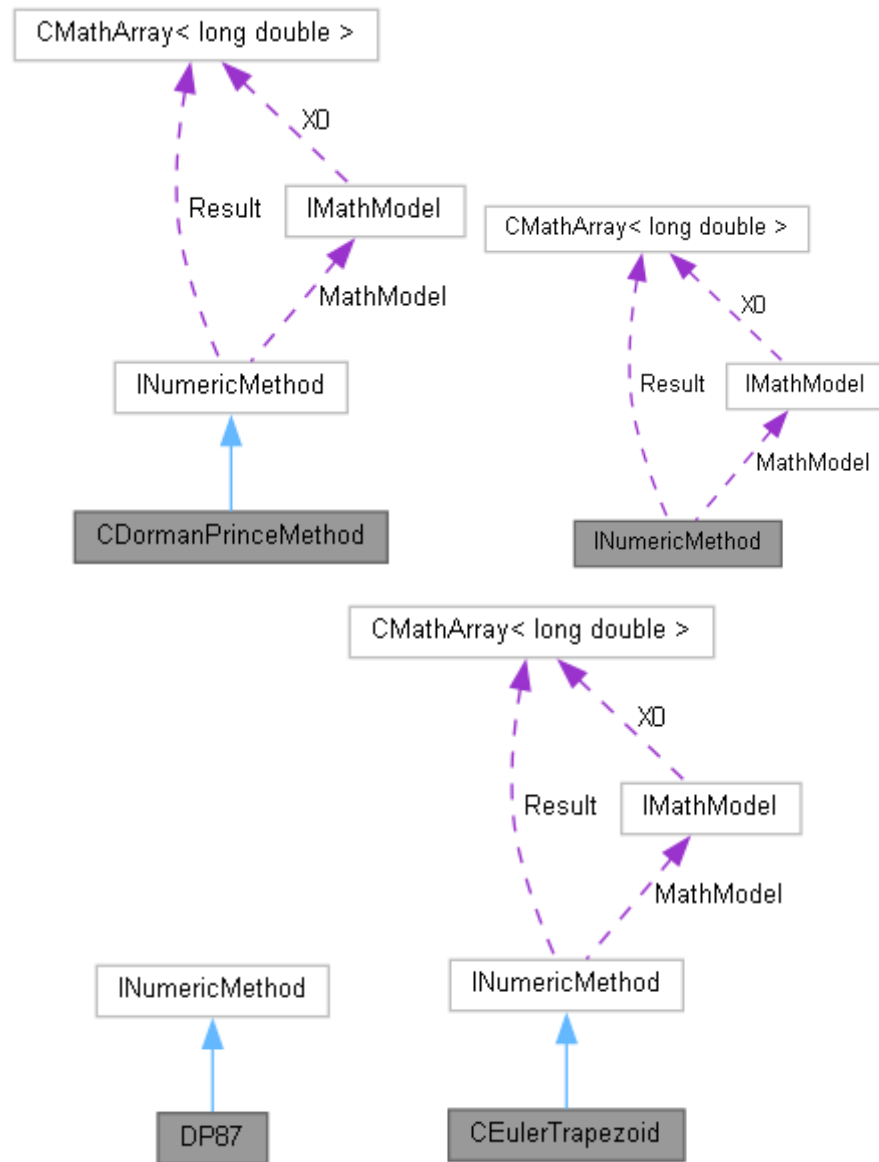 CMathArray< long double >
X0
Result
IMathModel
MathModel
INumericMethod
CDormanPrinceMethod
CMathArray< long double >
X0
Result
IMathModel
MathModel
INumericMethod
CMathArray< long double >
X0
Result
IMathModel
MathModel
INumericMethod
CEulerTrapezoid
INumericMethod
DP87